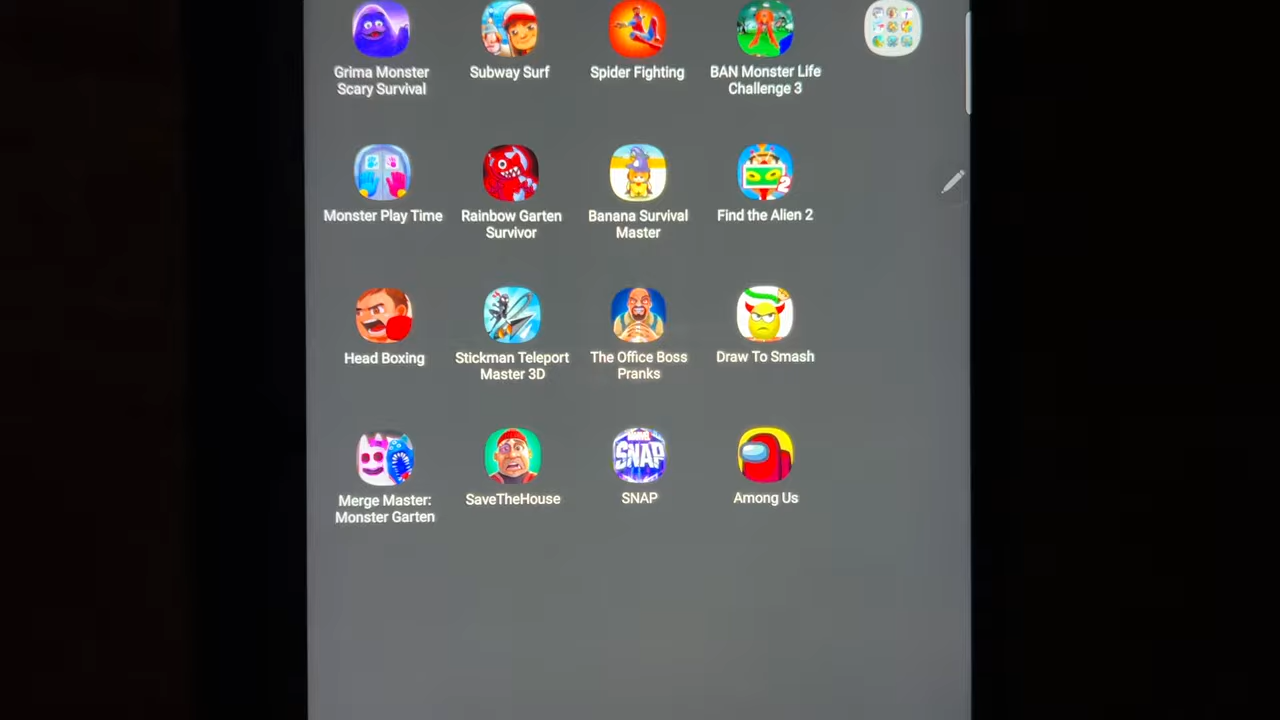 Grima Monster
Scary Survival
Subway Surf
Spider Fighting
BAN Monster Life
Challenge 3
Monster Play Time
Rainbow Garten
Survivor
Banana Survival
Master
2
Find the Alien 2
Head Boxing
Stickman Teleport
Master 3D
The Office Boss
Pranks
Draw To Smash
Merge Master:
Monster Garten
SaveTheHouse
SNAP
SNAP
Among Us